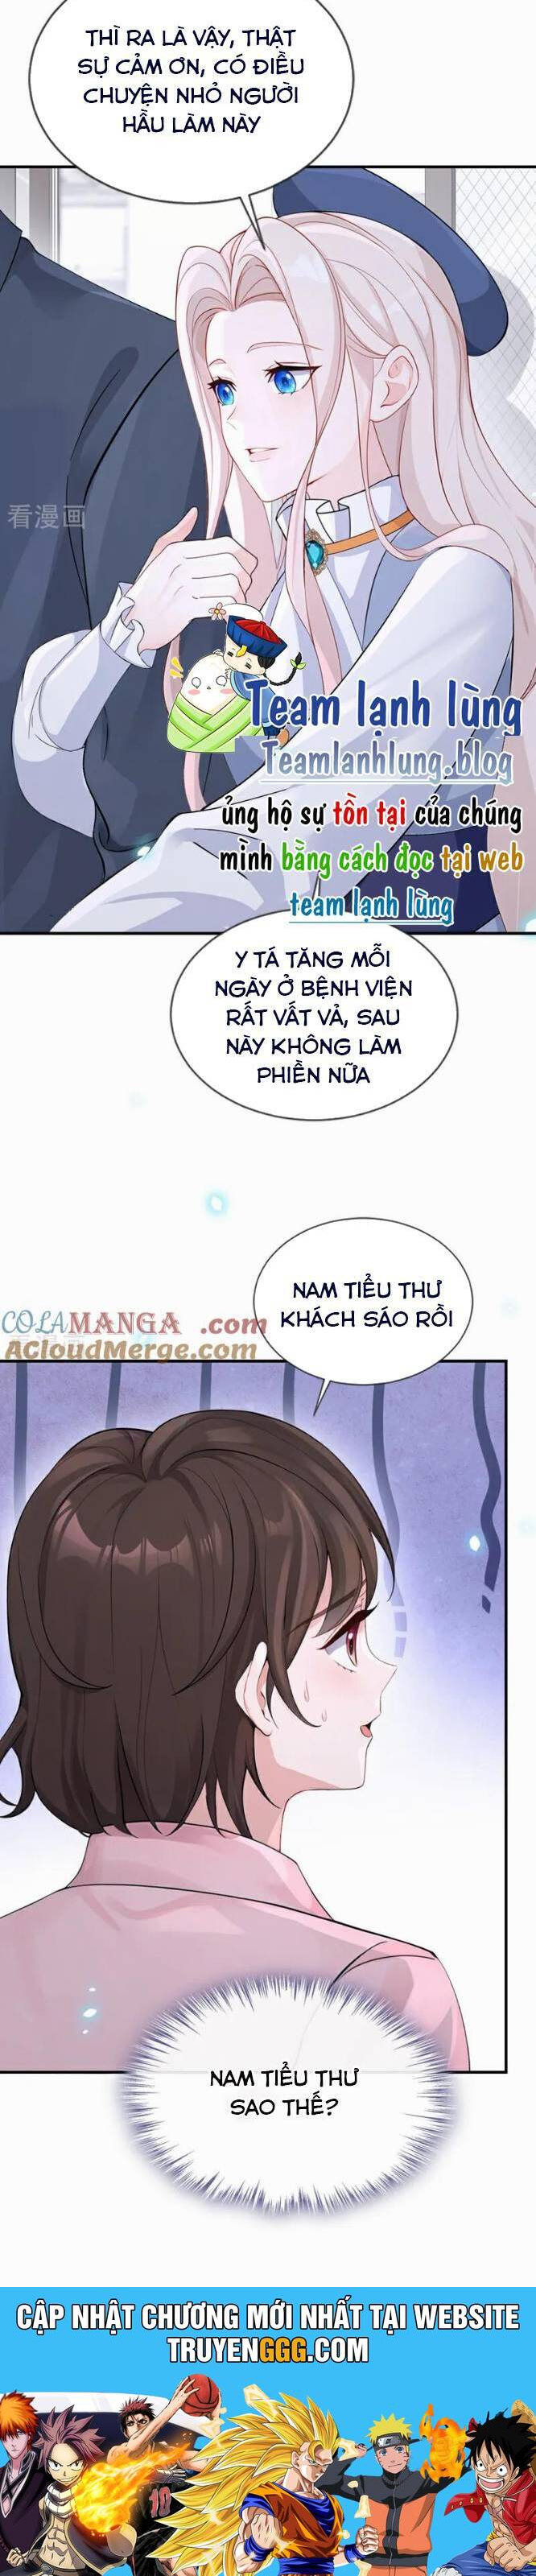 THÌ RA LÀ VẬY, THẬT
SỰ CẢM ƠN, CÓ ĐIỀU
CHUYỆN NHỎ NGƯỜI
HẦU LÀM NÀY
看漫画
Team lạnh lùng
Teamlanhlung.blog
ủng hộ sự tồn tại của chúng
mình bằng cách đọc tại web
team lạnh lùng
Y TÁ TĂNG MỖI
NGÀY Ở BỆNH VIỆN
RẤT VẤT VẢ, SAU
NÀY KHÔNG LÀM
PHIỀN NỮA
NAM TIỂU THƯ
KHÁCH SÁO RỒI
COLAMANGA.com
ACloudMerge.com
NAM TIỂU THƯ
SAO THẾ?
CẬP NHẬT CHƯƠNG MỚI NHẤT TẠI WEBSITE
TRUYENGGG.COM
10